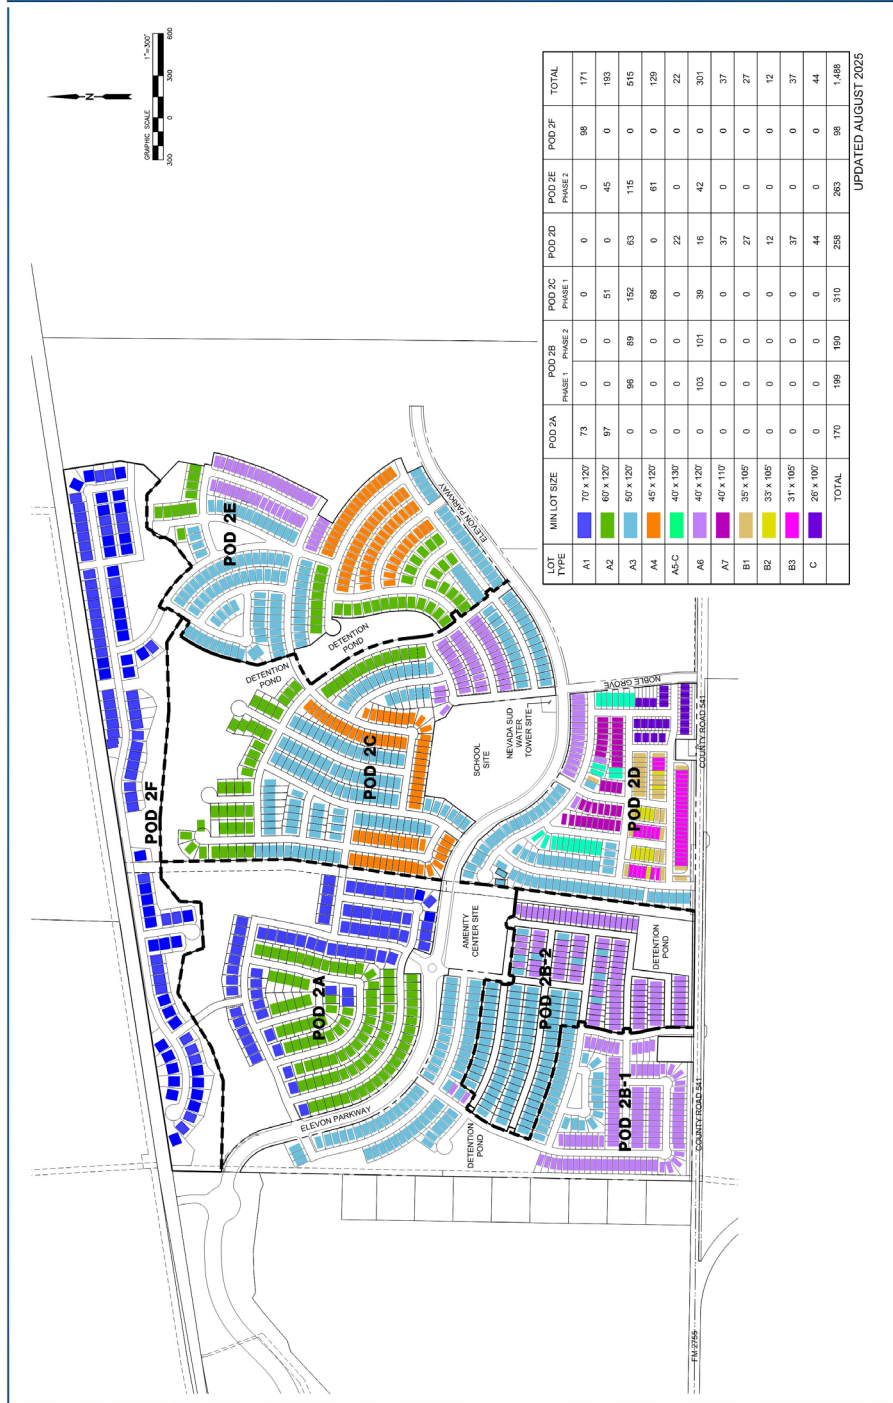 GRAPHIC SCALE 1"=300'
300 0 300 600
N
POD 2F
POD 2E
DETENTION POND
DETENTION POND
POD 2C
ELEVON PARKWAY
SCHOOL SITE
NEVADA SUD WATER TOWER SITE
NOBLE GROVE
POD 2D
COUNTY ROAD 541
POD 2A
AMENITY CENTER SITE
POD 2B-2
DETENTION POND
ELEVON PARKWAY
DETENTION POND
POD 2B-1
COUNTY ROAD 541
FM 2755
LOT TYPE MIN LOT SIZE POD 2A POD 2B PHASE 1 PHASE 2 POD 2C PHASE 1 POD 2D POD 2E PHASE 2 POD 2F TOTAL
A1 70' x 120' 73 0 0 0 0 0 98 171
A2 60' x 120' 97 0 0 51 0 45 0 193
A3 50' x 120' 0 96 89 152 63 115 0 515
A4 45' x 120' 0 0 0 68 0 61 0 129
A5-C 40' x 130' 0 0 0 0 22 0 0 22
A6 40' x 120' 0 103 101 39 16 42 0 301
A7 40' x 110' 0 0 0 0 37 0 0 37
B1 35' x 105' 0 0 0 0 27 0 0 27
B2 33' x 105' 0 0 0 0 12 0 0 12
B3 31' x 105' 0 0 0 0 37 0 0 37
C 26' x 100' 0 0 0 0 44 0 0 44
TOTAL 170 199 190 310 258 263 98 1,488
UPDATED AUGUST 2025